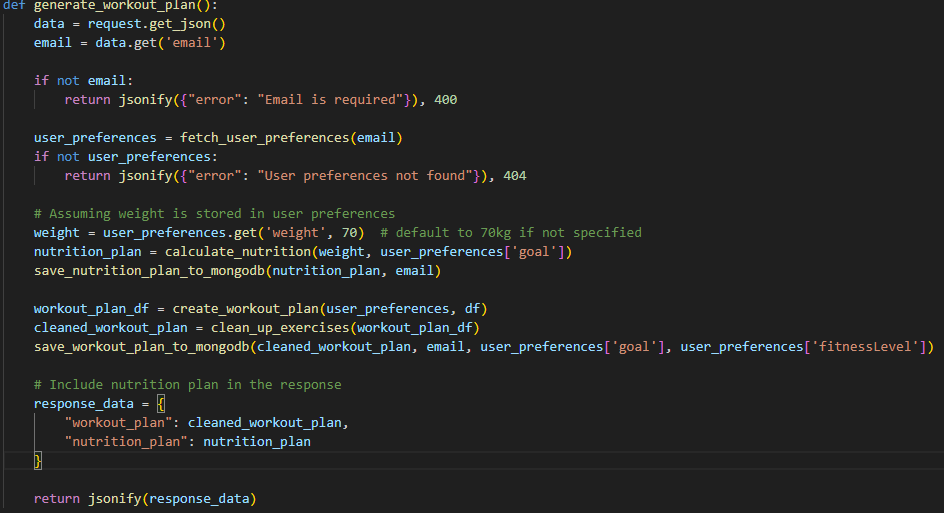 def generate_workout_plan():
    data = request.get_json()
    email = data.get('email')
    if not email:
        return jsonify({"error": "Email is required"}), 400
    user_preferences = fetch_user_preferences(email)
    if not user_preferences:
        return jsonify({"error": "User preferences not found"}), 404
    # Assuming weight is stored in user preferences
    weight = user_preferences.get('weight', 70)  # default to 70kg if not specified
    nutrition_plan = calculate_nutrition(weight, user_preferences['goal'])
    save_nutrition_plan_to_mongodb(nutrition_plan, email)
    workout_plan_df = create_workout_plan(user_preferences, df)
    cleaned_workout_plan = clean_up_exercises(workout_plan_df)
    save_workout_plan_to_mongodb(cleaned_workout_plan, email, user_preferences['goal'], user_preferences['fitnessLevel'])
    # Include nutrition plan in the response
    response_data = {
        "workout_plan": cleaned_workout_plan,
        "nutrition_plan": nutrition_plan
    }
    return jsonify(response_data)